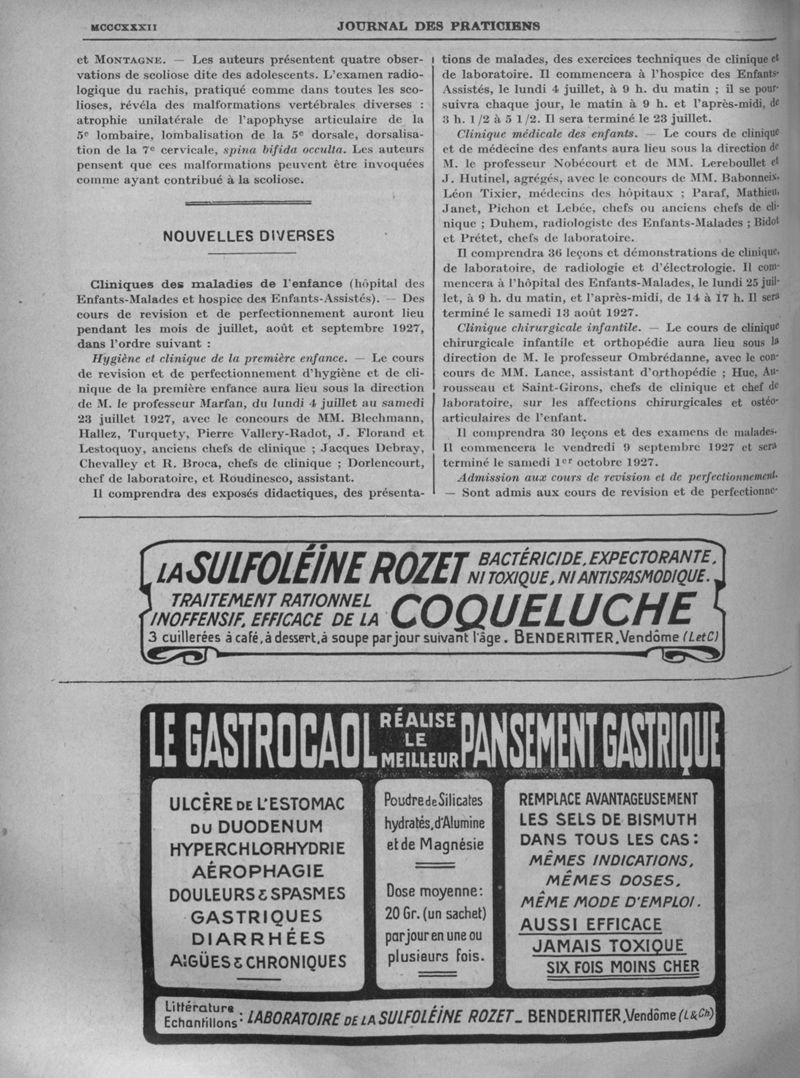 MCCCXXXII
JOURNAL DES PRATICIENS
et MONTAGNE. — Les auteurs présentent quatre obser-
vations de scoliose dite des adolescents. L'examen radio-
logique du rachis, pratiqué comme dans toutes les sco-
lioses, révéla des malformations vertébrales diverses :
atrophie unilatérale de l'apophyse articulaire de la
5e lombaire, lombalisation de la 5e dorsale, dorsalisa-
tion de la 7e cervicale, spina bifida occulta. Les auteurs
pensent que ces malformations peuvent être invoquées
comme ayant contribué à la scoliose.
NOUVELLES DIVERSES
Cliniques des maladies de l'enfance (hôpital des
Enfants-Malades et hospice des Enfants-Assistés). — Des
cours de revision et de perfectionnement auront lieu
pendant les mois de juillet, août et septembre 1927,
dans l'ordre suivant :
Hygiène et clinique de la première enfance. — Le cours
de revision et de perfectionnement d'hygiène et de cli-
nique de la première enfance aura lieu sous la direction
de M. le professeur Marfan, du lundi 4 juillet au samedi
23 juillet 1927, avec le concours de MM. Blechmann,
Hallez, Turquety, Pierre Vallery-Radot, J. Florand et
Lestoquoy, anciens chefs de clinique ; Jacques Debray,
Chevalley et R. Broca, chefs de clinique ; Dorlencourt,
chef de laboratoire, et Roudinesco, assistant.
Il comprendra des exposés didactiques, des présenta-
tions de malades, des exercices techniques de clinique et
de laboratoire. Il commencera à l'hospice des Enfants-
Assistés, le lundi 4 juillet, à 9 h. du matin ; il se pour-
suivra chaque jour, le matin à 9 h. et l'après-midi, de
3 h. 1/2 à 5 1/2. Il sera terminé le 23 juillet.
Clinique médicale des enfants. — Le cours de clinique
et de médecine des enfants aura lieu sous la direction de
M. le professeur Nobécourt et de MM. Lereboullet et
J. Hutinel, agrégés, avec le concours de MM. Babonneix,
Léon Tixier, médecins des hôpitaux ; Paraf, Mathieu,
Janet, Pichon et Lebée, chefs ou anciens chefs de cli-
nique ; Duhem, radiologiste des Enfants-Malades ; Bidot
et Prétet, chefs de laboratoire.
Il comprendra 36 leçons et démonstrations de clinique,
de laboratoire, de radiologie et d'électrologie. Il com-
mencera à l'hôpital des Enfants-Malades, le lundi 25 juil-
let, à 9 h. du matin, et l'après-midi, de 14 à 17 h. Il sera
terminé le samedi 13 août 1927.
Clinique chirurgicale infantile. — Le cours de clinique
chirurgicale infantile et orthopédie aura lieu sous la
direction de M. le professeur Ombrédanne, avec le con-
cours de MM. Lance, assistant d'orthopédie ; Huc, Au-
rousseau et Saint-Girons, chefs de clinique et chef de
laboratoire, sur les affections chirurgicales et ostéo-
articulaires de l'enfant.
Il comprendra 30 leçons et des examens de malades.
Il commencera le vendredi 9 septembre 1927 et sera
terminé le samedi 1er octobre 1927.
Admission aux cours de revision et de perfectionnement.
— Sont admis aux cours de revision et de perfectionne-
LA SULFOLÉINE ROZET BACTÉRICIDE, EXPECTORANTE,
NI TOXIQUE, NI ANTISPASMODIQUE.
TRAITEMENT RATIONNEL
INOFFENSIF, EFFICACE DE LA COQUELUCHE
3 cuillerées à café, à dessert, à soupe par jour suivant l'âge. BENDERITTER, Vendôme (L et C)
LE GASTROCAOL RÉALISE LE MEILLEUR PANSEMENT GASTRIQUE
ULCÈRE DE L'ESTOMAC
DU DUODENUM
HYPERCHLORHYDRIE
AÉROPHAGIE
DOULEURS & SPASMES
GASTRIQUES
DIARRHÉES
AIGÜES & CHRONIQUES
Poudre de Silicates
hydratés, d'Alumine
et de Magnésie
Dose moyenne:
20 Gr. (un sachet)
par jour en une ou
plusieurs fois.
REMPLACE AVANTAGEUSEMENT
LES SELS DE BISMUTH
DANS TOUS LES CAS:
MÊMES INDICATIONS,
MÊMES DOSES,
MÊME MODE D'EMPLOI.
AUSSI EFFICACE
JAMAIS TOXIQUE
SIX FOIS MOINS CHER
Littérature
Echantillons : LABORATOIRE DE LA SULFOLÉINE ROZET_ BENDERITTER, Vendôme (L & Ch)